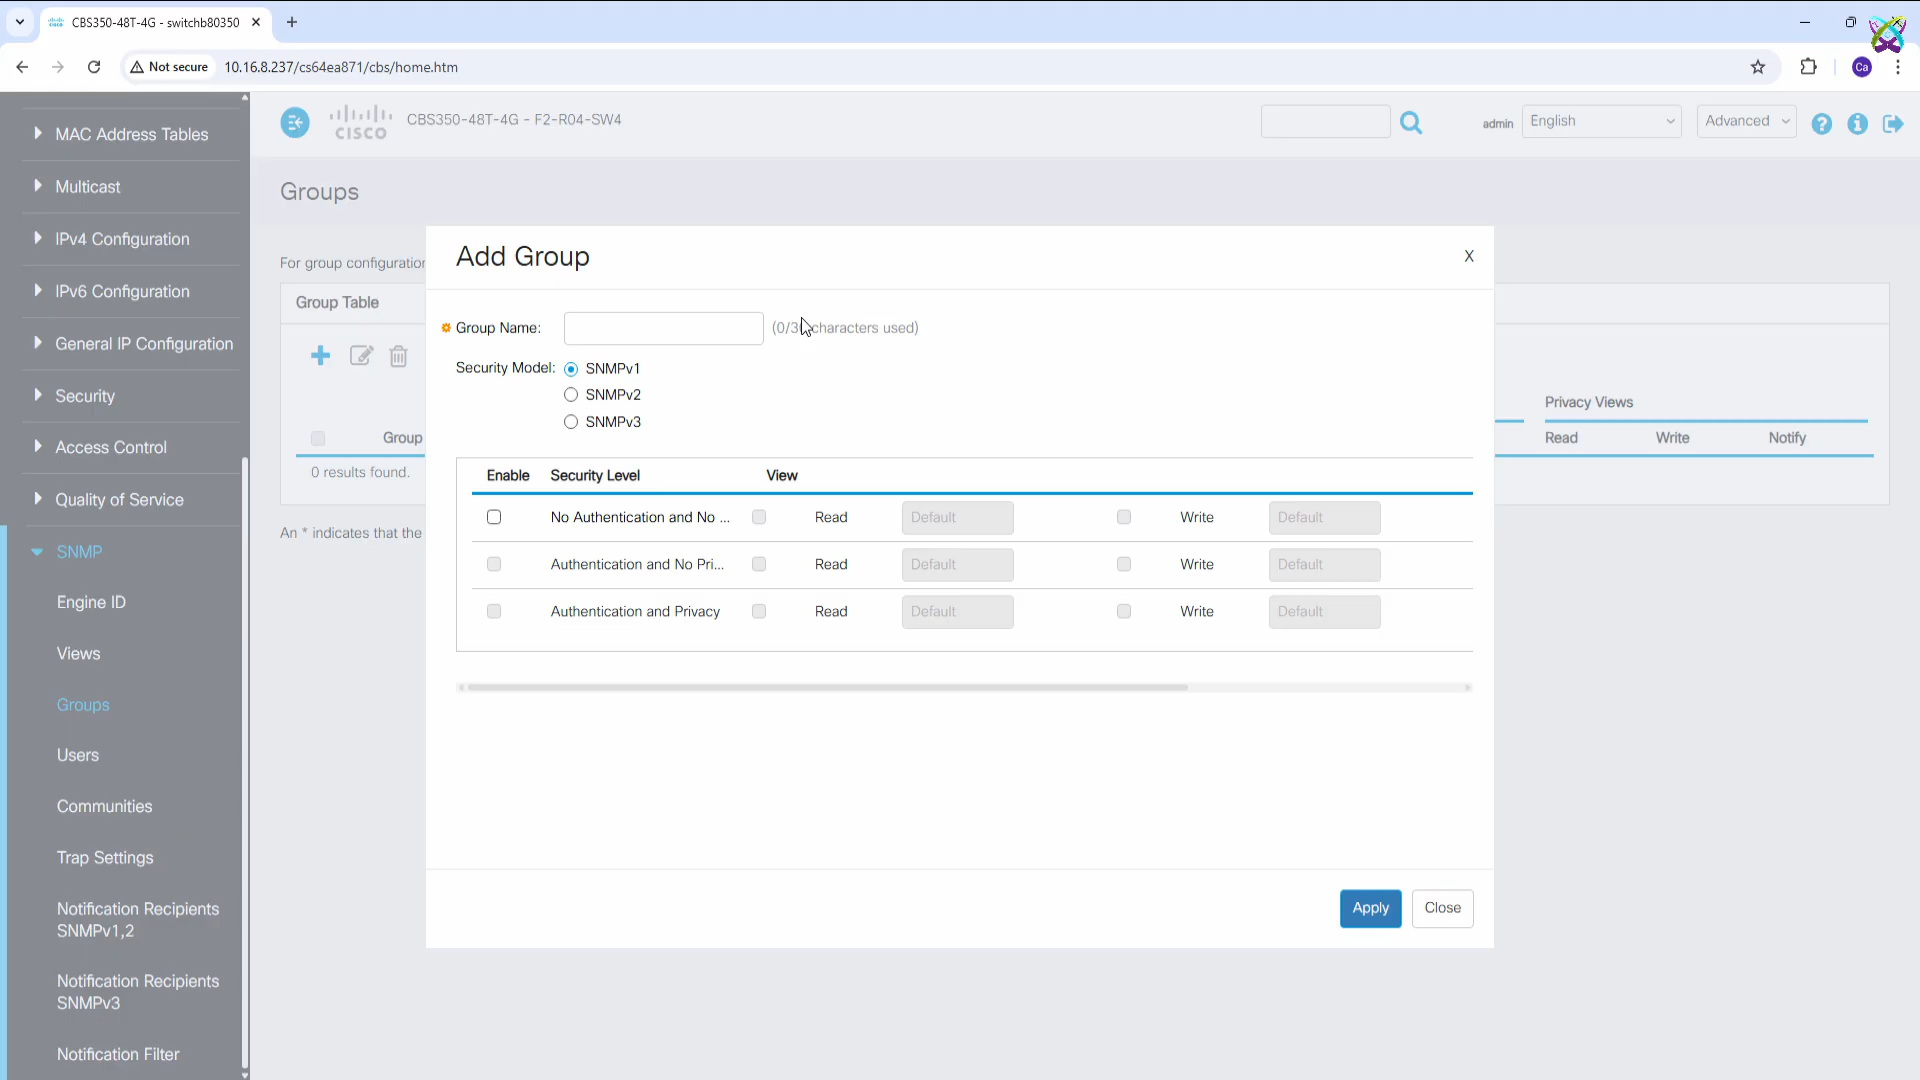 CBS350-48T-4G - switchb80350
Not secure
10.16.8.237/cs64ea871/cbs/home.htm
Ca
MAC Address Tables
Multicast
IPv4 Configuration
IPv6 Configuration
General IP Configuration
Security
Access Control
Quality of Service
SNMP
Engine ID
Views
Groups
Users
Communities
Trap Settings
Notification Recipients
SNMPv1,2
Notification Recipients
SNMPv3
Notification Filter
CISCO
CBS350-48T-4G - F2-R04-SW4
admin
English
Advanced
Groups
For group configuration
Group Table
Group
0 results found.
An * indicates that the
Privacy Views
Read Write Notify
Add Group
X
Group Name:
characters used)
Security Model:
SNMPv1
SNMPv2
SNMPv3
Enable Security Level View
No Authentication and No ... Read Default Write Default
Authentication and No Pri... Read Default Write Default
Authentication and Privacy Read Default Write Default
Apply
Close